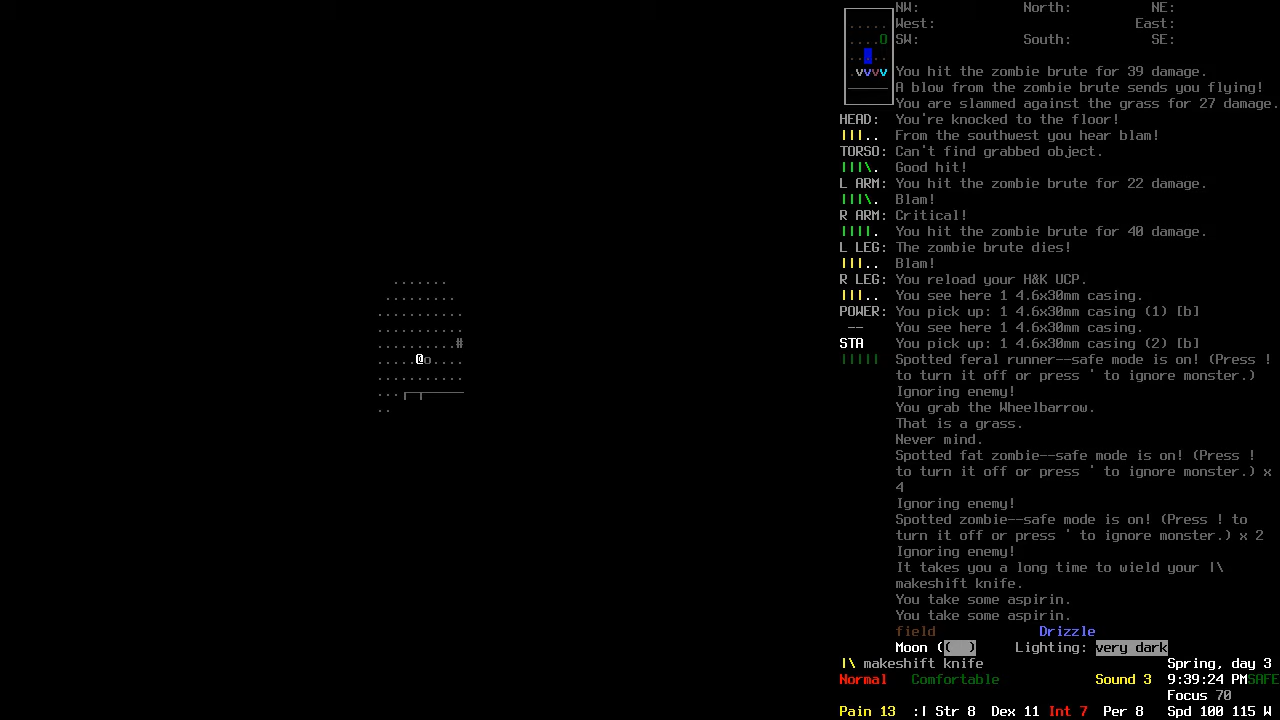 NW: North: NE:
West: East:
SW: South: SE:
You hit the zombie brute for 39 damage.
A blow from the zombie brute sends you flying!
You are slammed against the grass for 27 damage.
HEAD: You're knocked to the floor!
|||.. From the southwest you hear blam!
TORSO: Can't find grabbed object.
|||\. Good hit!
L ARM: You hit the zombie brute for 22 damage.
|||\. Blam!
R ARM: Critical!
||||. You hit the zombie brute for 40 damage.
L LEG: The zombie brute dies!
|||.. Blam!
R LEG: You reload your H&K UCP.
|||.. You see here 1 4.6x30mm casing.
POWER: You pick up: 1 4.6x30mm casing (1) [b]
-- You see here 1 4.6x30mm casing.
STA You pick up: 1 4.6x30mm casing (2) [b]
||||| Spotted feral runner--safe mode is on! (Press !
to turn it off or press ' to ignore monster.)
Ignoring enemy!
You grab the Wheelbarrow.
That is a grass.
Never mind.
Spotted fat zombie--safe mode is on! (Press !
to turn it off or press ' to ignore monster.) x
4
Ignoring enemy!
Spotted zombie--safe mode is on! (Press ! to
turn it off or press ' to ignore monster.) x 2
Ignoring enemy!
It takes you a long time to wield your |\
makeshift knife.
You take some aspirin.
You take some aspirin.
field Drizzle
Moon (( ) Lighting: very dark
|\ makeshift knife Spring, day 3
Normal Comfortable Sound 3 9:39:24 PM SAFE
Focus 70
Pain 13 :| Str 8 Dex 11 Int 7 Per 8 Spd 100 115 W